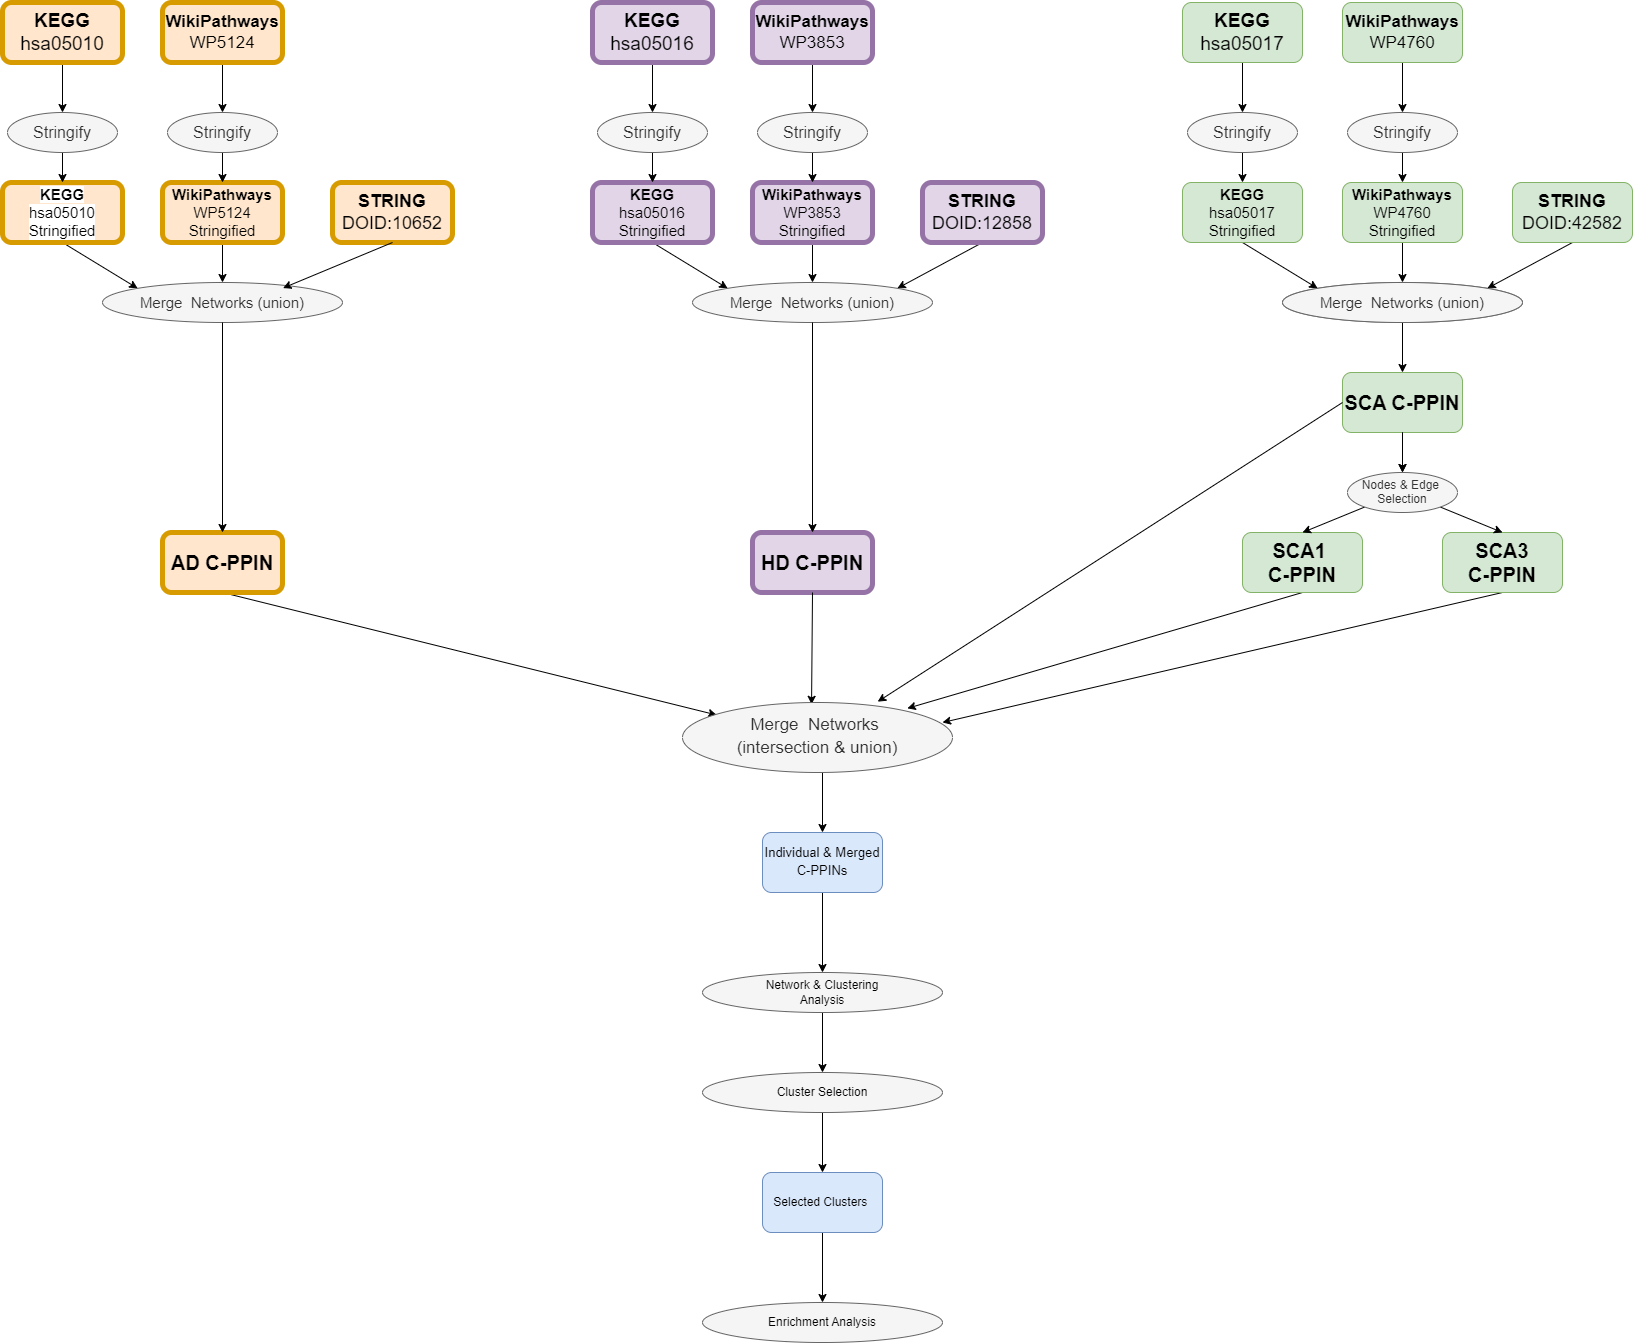 KEGG
hsa05010
WikiPathways
WP5124
KEGG
hsa05016
WikiPathways
WP3853
KEGG
hsa05017
WikiPathways
WP4760
Stringify
Stringify
Stringify
Stringify
Stringify
Stringify
KEGG
hsa05010
Stringified
WikiPathways
WP5124
Stringified
STRING
DOID:10652
KEGG
hsa05016
Stringified
WikiPathways
WP3853
Stringified
STRING
DOID:12858
KEGG
hsa05017
Stringified
WikiPathways
WP4760
Stringified
STRING
DOID:42582
Merge Networks (union)
Merge Networks (union)
Merge Networks (union)
SCA C-PPIN
Nodes & Edge
Selection
AD C-PPIN
HD C-PPIN
SCA1
C-PPIN
SCA3
C-PPIN
Merge Networks
(intersection & union)
Individual & Merged
C-PPINs
Network & Clustering
Analysis
Cluster Selection
Selected Clusters
Enrichment Analysis